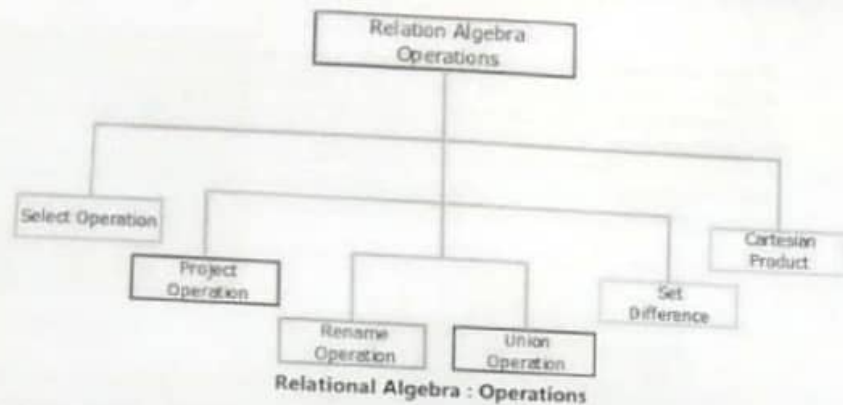 Relation Algebra
Operations
Select Operation
Project
Operation
Rename
Operation
Union
Operation
Set
Difference
Cartesian
Product
Relational Algebra : Operations